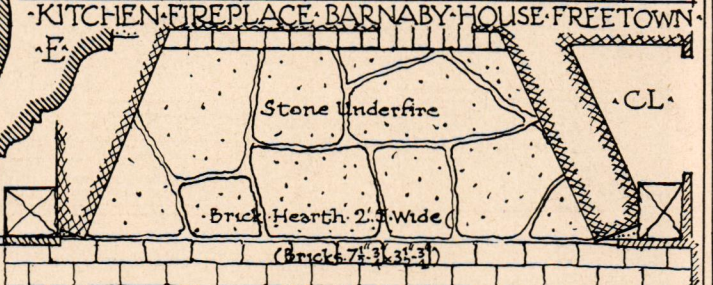 ·KITCHEN·FIREPLACE·BARNABY·HOUSE·FREETOWN·
·E·
·CL·
Stone Underfire
·Brick·Hearth·2'.3"Wide(